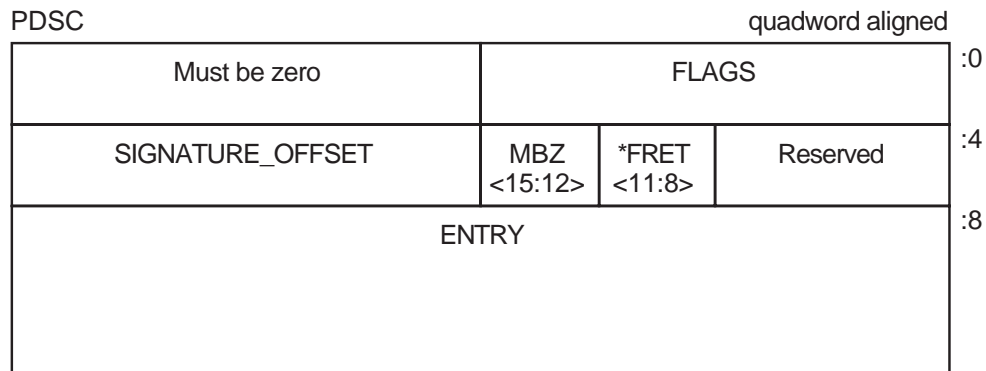 PDSC quadword aligned
Must be zero FLAGS :0
SIGNATURE_OFFSET MBZ *FRET Reserved :4
<15:12> <11:8>
ENTRY :8